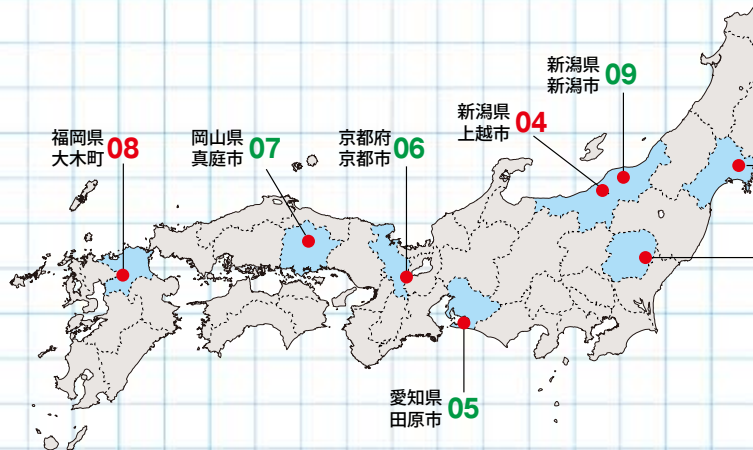 新潟県
新潟市 09
新潟県
上越市 04
福岡県
大木町 08
岡山県
真庭市 07
京都府
京都市 06
愛知県
田原市 05